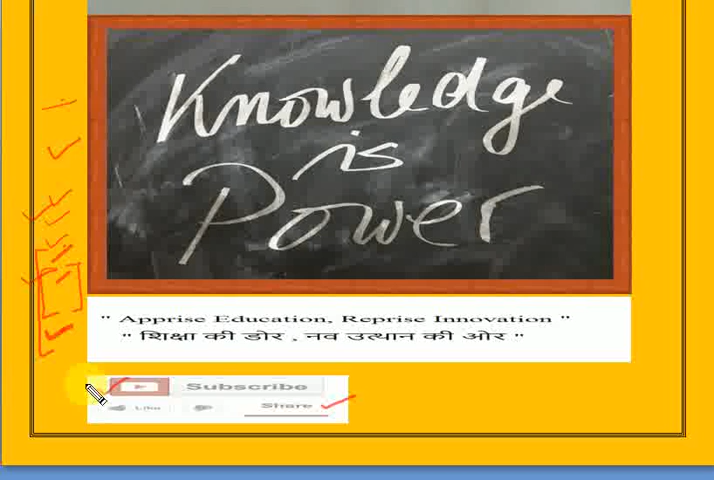 Knowledge
is
Power
" Apprise Education, Reprise Innovation "
" शिक्षा की डोर , नव उत्थान की ओर "
Subscribe
Like Share